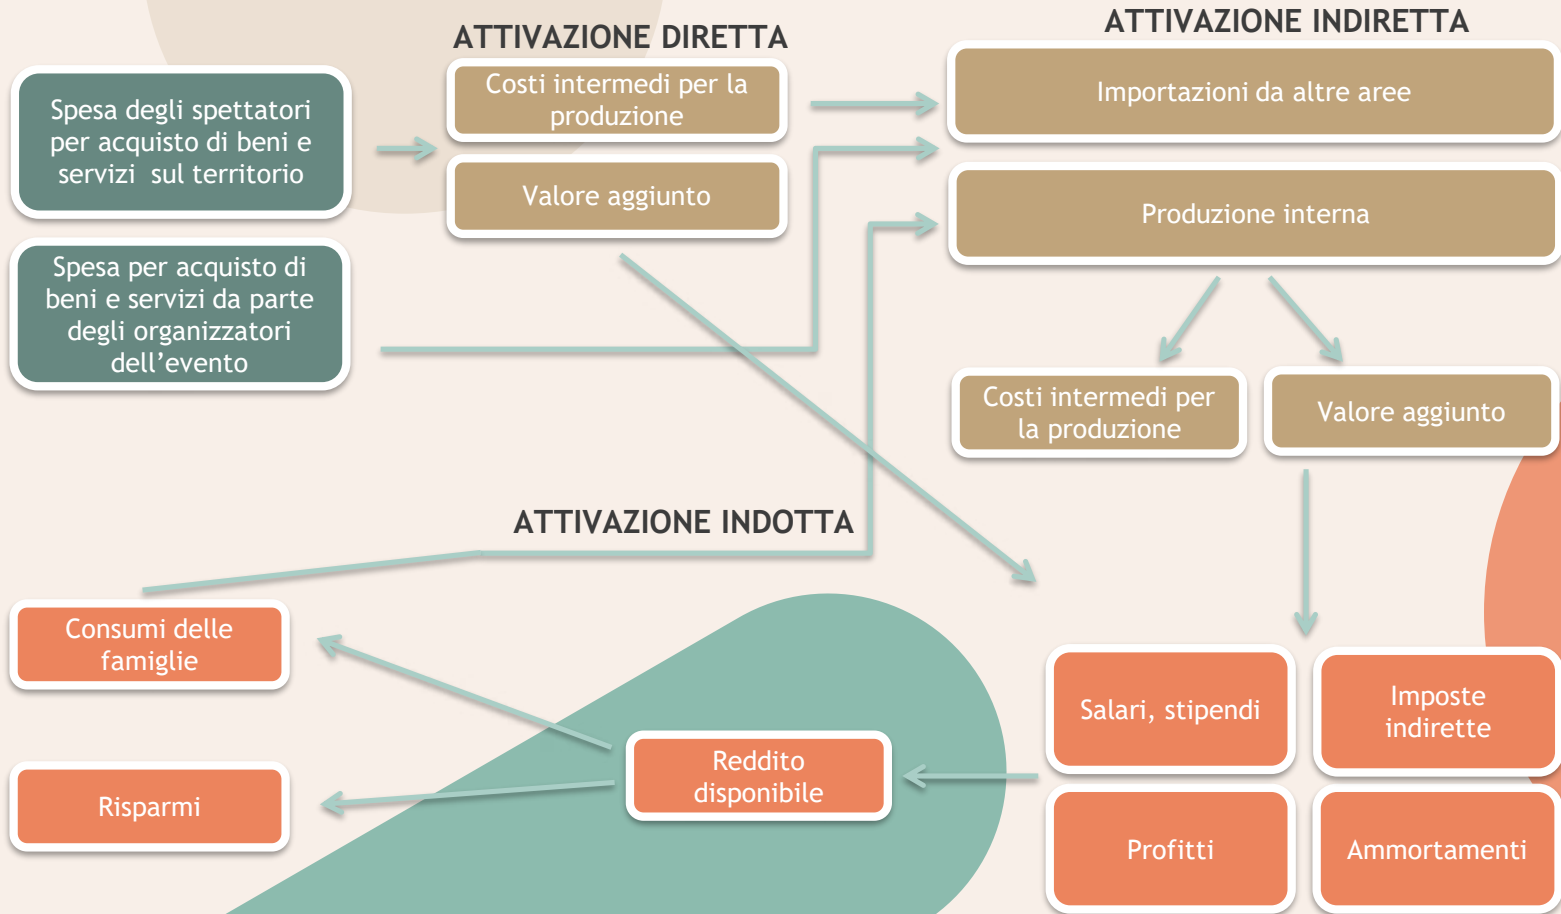 ATTIVAZIONE DIRETTA
ATTIVAZIONE INDIRETTA
Spesa degli spettatori
per acquisto di beni e
servizi sul territorio
Costi intermedi per la
produzione
Valore aggiunto
Importazioni da altre aree
Produzione interna
Spesa per acquisto di
beni e servizi da parte
degli organizzatori
dell’evento
Costi intermedi per
la produzione
Valore aggiunto
ATTIVAZIONE INDOTTA
Consumi delle
famiglie
Risparmi
Reddito
disponibile
Salari, stipendi
Imposte
indirette
Profitti
Ammortamenti